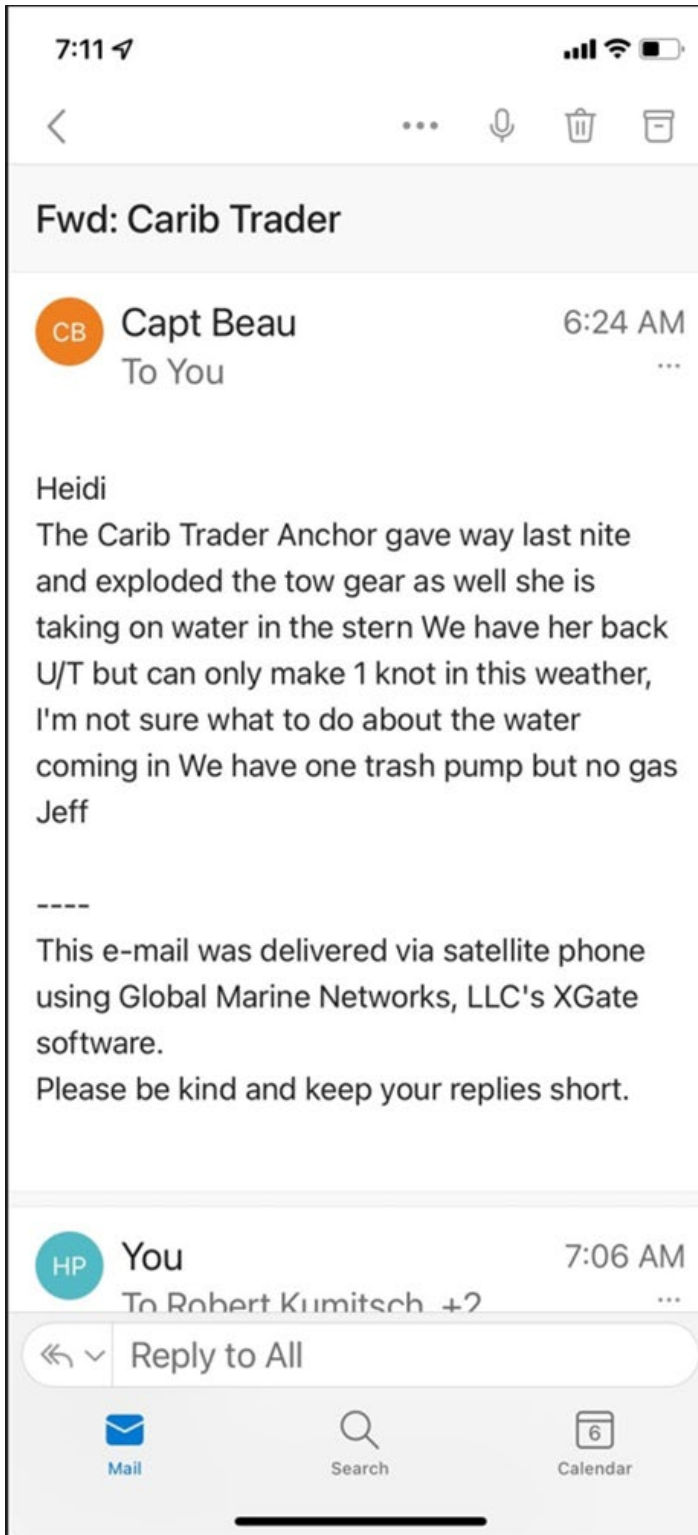 7:11
Fwd: Carib Trader
CB
Capt Beau
6:24 AM
To You
Heidi
The Carib Trader Anchor gave way last nite
and exploded the tow gear as well she is
taking on water in the stern We have her back
U/T but can only make 1 knot in this weather,
I'm not sure what to do about the water
coming in We have one trash pump but no gas
Jeff
----
This e-mail was delivered via satellite phone
using Global Marine Networks, LLC's XGate
software.
Please be kind and keep your replies short.
HP
You
7:06 AM
To Robert Kumitsch, +2
Reply to All
6
Mail
Search
Calendar